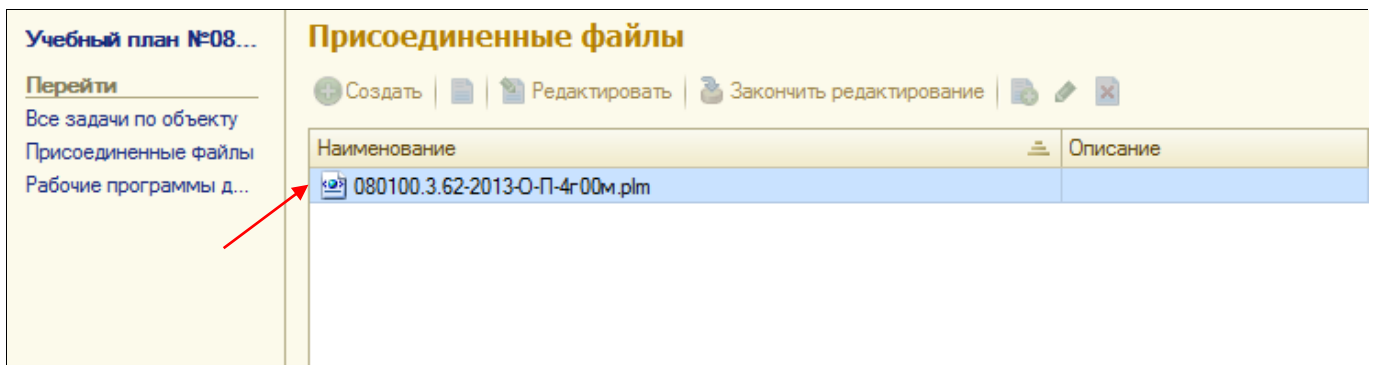 Учебный план №08...
Перейти
Все задачи по объекту
Присоединенные файлы
Рабочие программы д...
Присоединенные файлы
Создать Редактировать Закончить редактирование
Наименование Описание
080100.3.62-2013-О-П-4г00м.plm